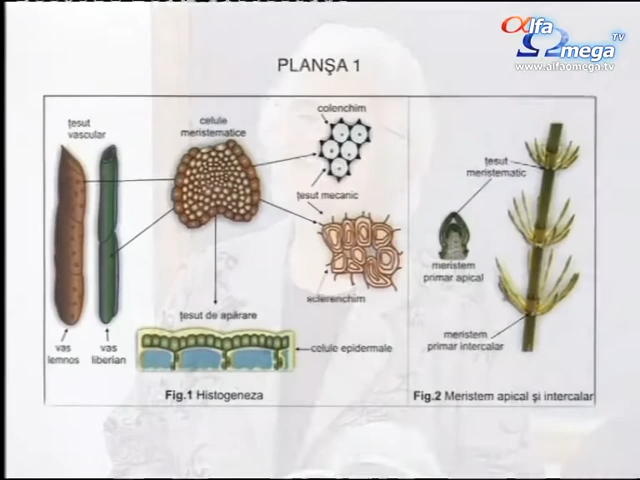 αlfa
Ωmega TV
www.alfaomega.tv
PLANŞA 1
ţesut
vascular
celule
meristematice
colenchim
ţesut mecanic
sclerenchim
ţesut de apărare
celule epidermale
vas
lemnos
vas
liberian
Fig.1 Histogeneza
ţesut
meristematic
meristem
primar apical
meristem
primar intercalar
Fig.2 Meristem apical şi intercalar